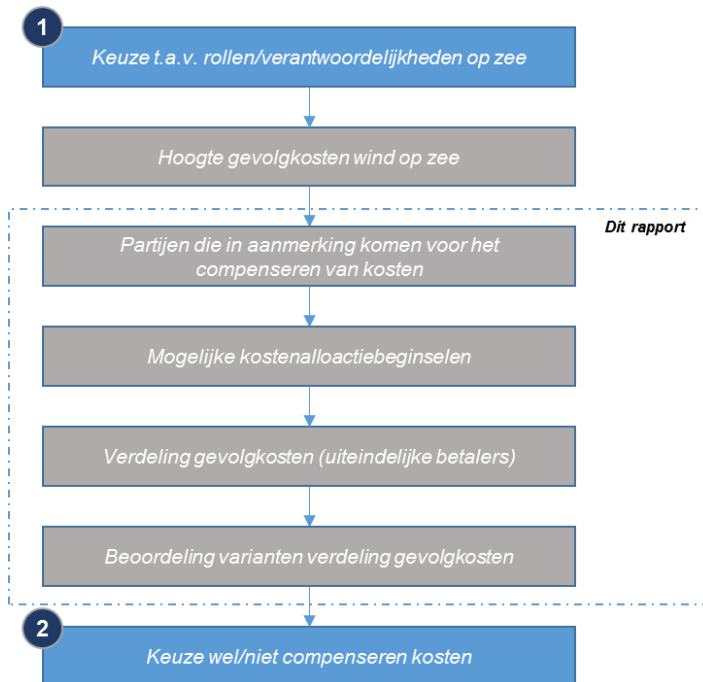 1
Keuze t.a.v. rollen/verantwoordelijkheden op zee
Hoogte gevolgkosten wind op zee
Dit rapport
Partijen die in aanmerking komen voor het
compenseren van kosten
Mogelijke kostenalloactiebeginselen
Verdeling gevolgkosten (uiteindelijke betalers)
Beoordeling varianten verdeling gevolgkosten
2
Keuze wel/niet compenseren kosten